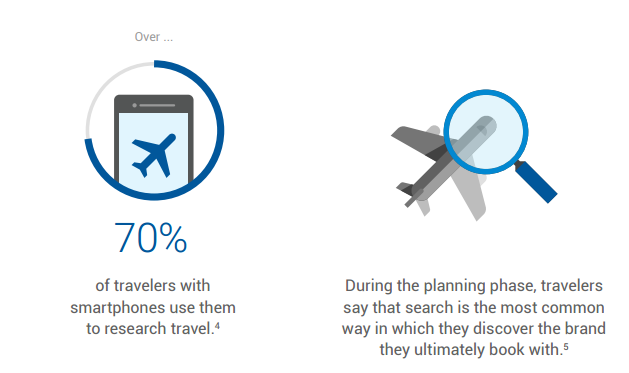 Over ...
70%
of travelers with
smartphones use them
to research travel.⁴
During the planning phase, travelers
say that search is the most common
way in which they discover the brand
they ultimately book with.⁵